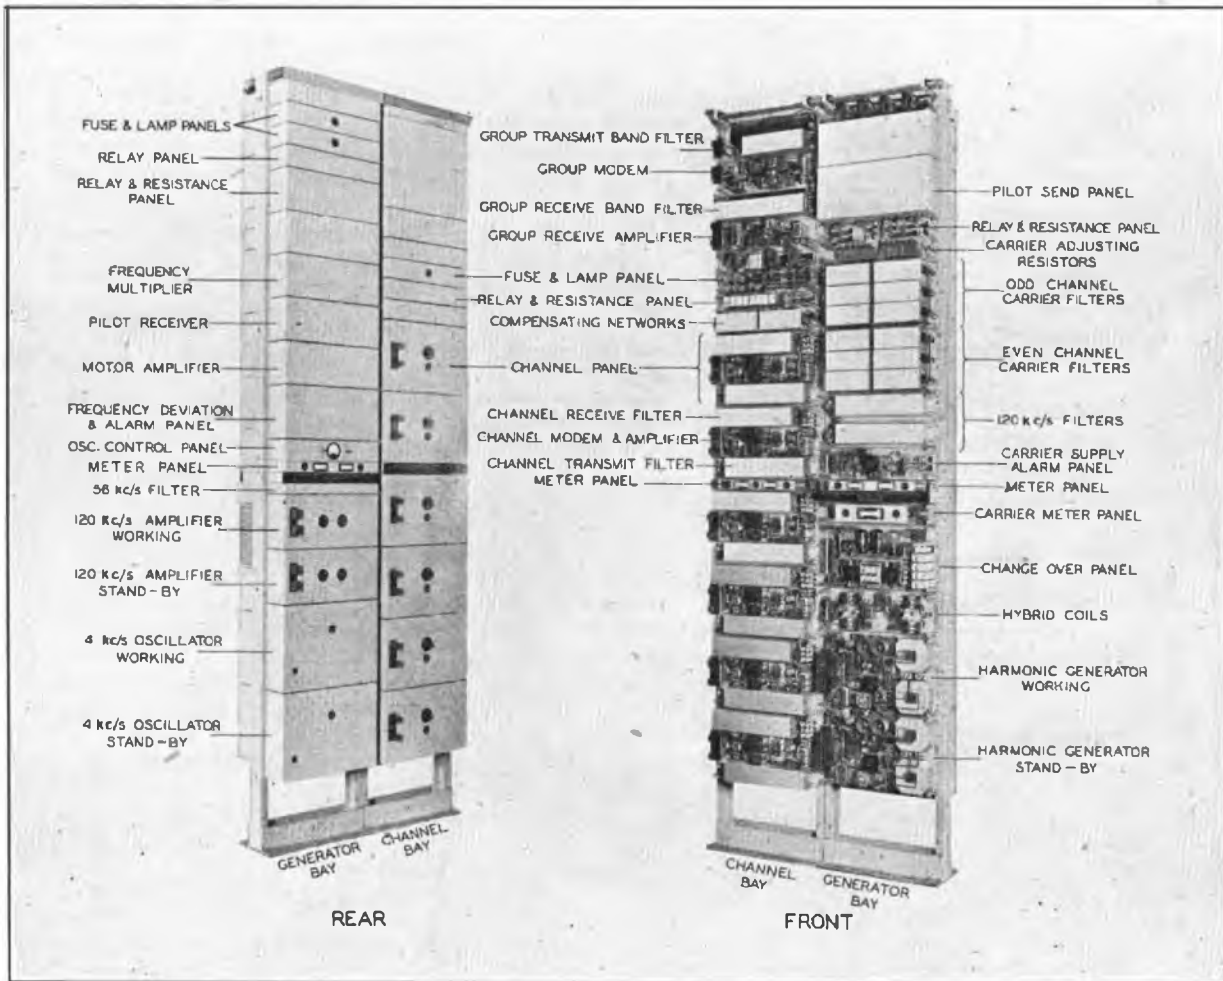 FUSE & LAMP PANELS
RELAY PANEL
RELAY & RESISTANCE
PANEL
FREQUENCY
MULTIPLIER
PILOT RECEIVER
MOTOR AMPLIFIER
FREQUENCY DEVIATION
& ALARM PANEL
OSC. CONTROL PANEL
METER PANEL
56 kc/s FILTER
120 Kc/s AMPLIFIER
WORKING
120 Kc/s AMPLIFIER
STAND-BY
4 kc/s OSCILLATOR
WORKING
4 kc/s OSCILLATOR
STAND-BY
GENERATOR
BAY
CHANNEL
BAY
REAR
GROUP TRANSMIT BAND FILTER
GROUP MODEM
GROUP RECEIVE BAND FILTER
GROUP RECEIVE AMPLIFIER
FUSE & LAMP PANEL
RELAY & RESISTANCE PANEL
COMPENSATING NETWORKS
CHANNEL PANEL
CHANNEL RECEIVE FILTER
CHANNEL MODEM & AMPLIFIER
CHANNEL TRANSMIT FILTER
METER PANEL
PILOT SEND PANEL
RELAY & RESISTANCE PANEL
CARRIER ADJUSTING
RESISTORS
ODD CHANNEL
CARRIER FILTERS
EVEN CHANNEL
CARRIER FILTERS
120 kc/s FILTERS
CARRIER SUPPLY
ALARM PANEL
METER PANEL
CARRIER METER PANEL
CHANGE OVER PANEL
HYBRID COILS
HARMONIC GENERATOR
WORKING
HARMONIC GENERATOR
STAND-BY
CHANNEL
BAY
GENERATOR
BAY
FRONT